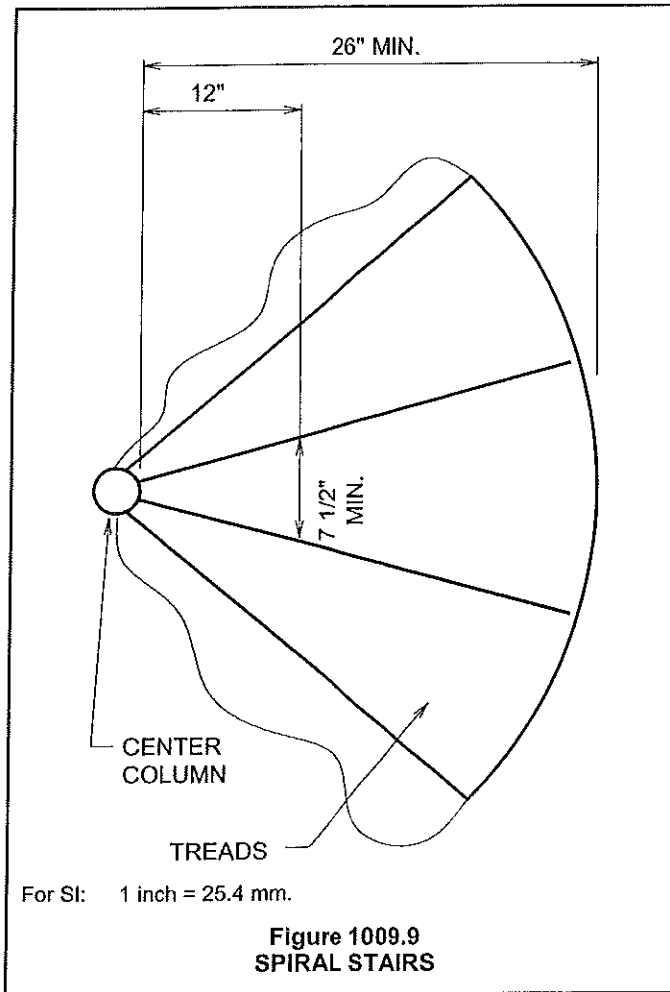 26" MIN.
12"
7 1/2"
MIN.
CENTER
COLUMN
TREADS
For SI: 1 inch = 25.4 mm.
Figure 1009.9
SPIRAL STAIRS